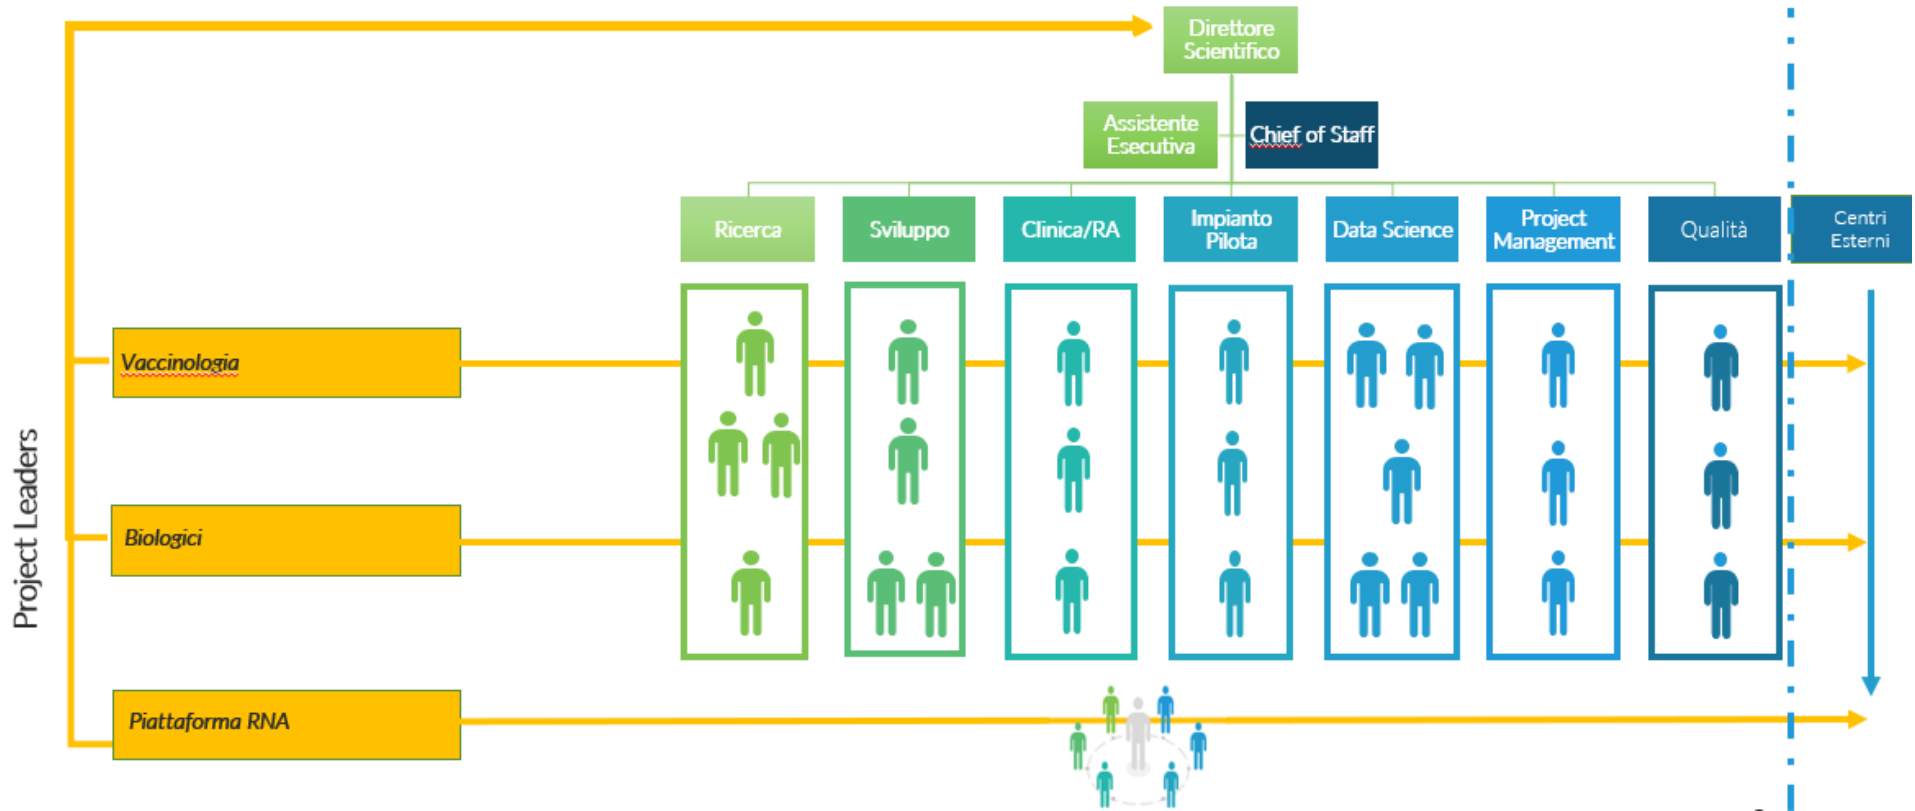 Direttore
Scientifico
Assistente
Esecutiva
Chief of Staff
Ricerca
Sviluppo
Clinica/RA
Impianto
Pilota
Data Science
Project
Management
Qualità
Centri
Esterni
Project Leaders
Vaccinologia
Biologici
Piattaforma RNA